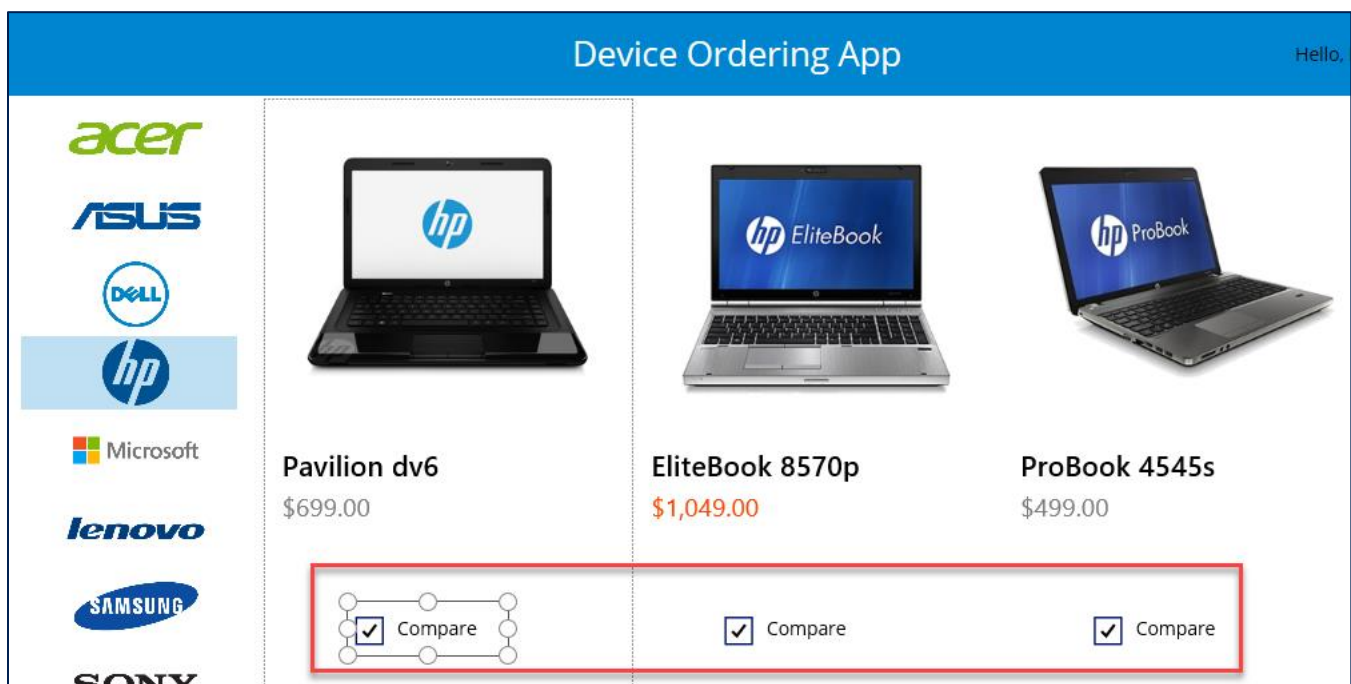 Device Ordering App
Hello,
acer
ASUS
DELL
hp
Microsoft
lenovo
SAMSUNG
SONY
hp
hp EliteBook
hp ProBook
Pavilion dv6
$699.00
EliteBook 8570p
$1,049.00
ProBook 4545s
$499.00
Compare
Compare
Compare